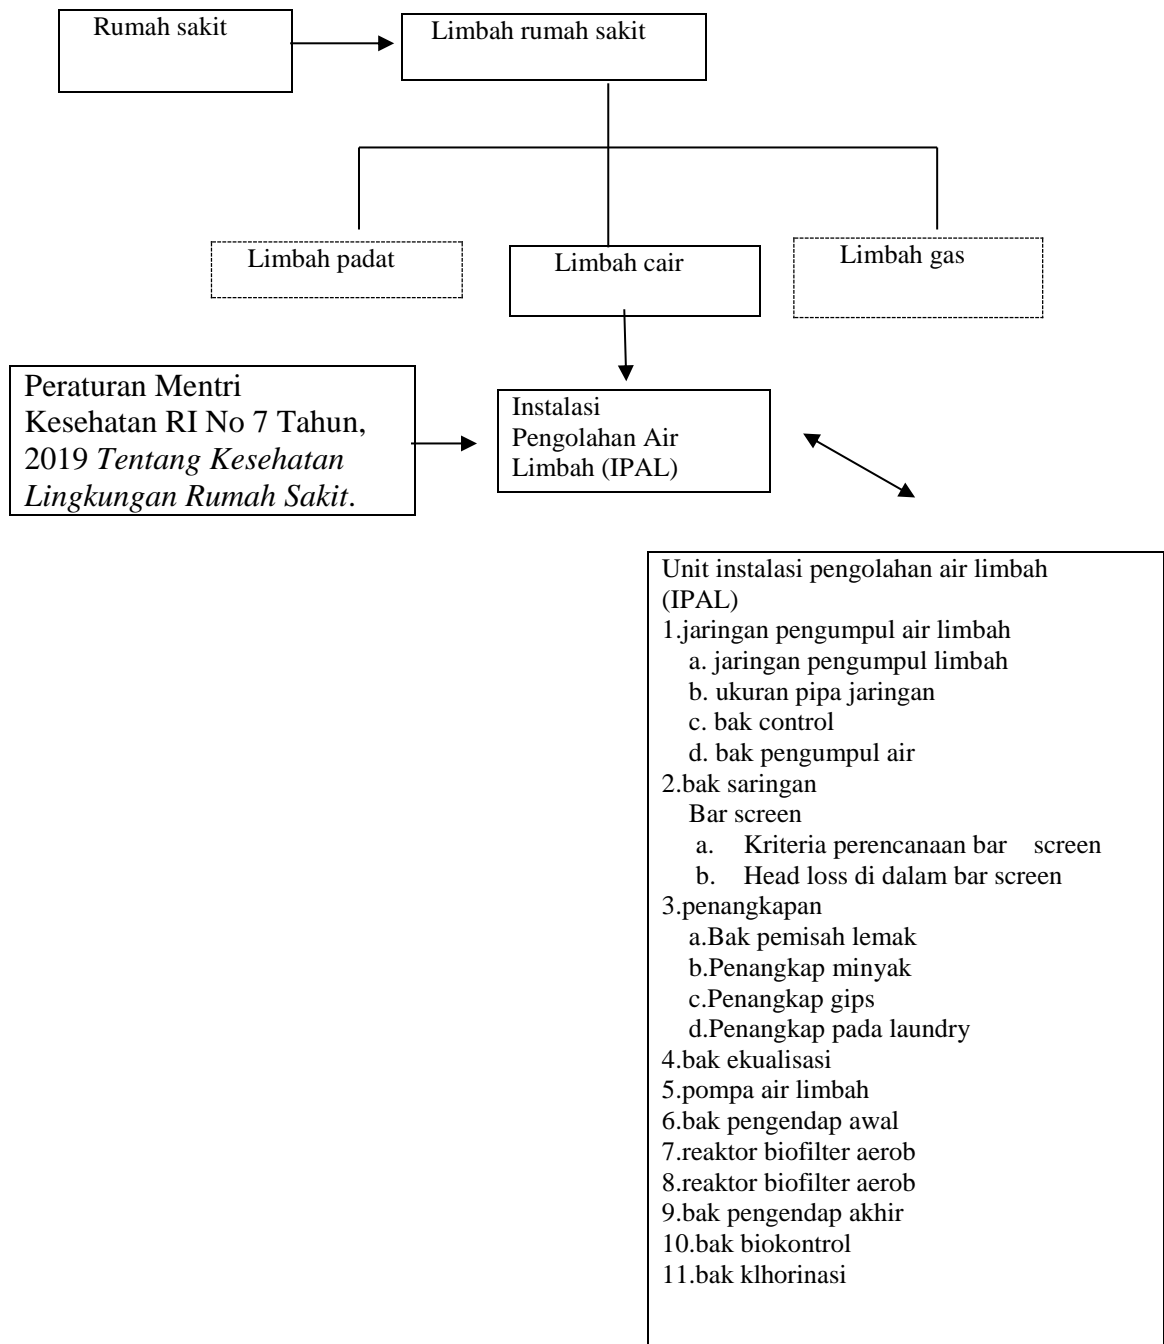 Rumah sakit
Limbah rumah sakit
Limbah padat
Limbah cair
Limbah gas
Peraturan Mentri
Kesehatan RI No 7 Tahun,
2019 Tentang Kesehatan
Lingkungan Rumah Sakit.
Instalasi
Pengolahan Air
Limbah (IPAL)
Unit instalasi pengolahan air limbah
(IPAL)
1.jaringan pengumpul air limbah
a. jaringan pengumpul limbah
b. ukuran pipa jaringan
c. bak control
d. bak pengumpul air
2.bak saringan
Bar screen
a. Kriteria perencanaan bar screen
b. Head loss di dalam bar screen
3.penangkapan
a.Bak pemisah lemak
b.Penangkap minyak
c.Penangkap gips
d.Penangkap pada laundry
4.bak ekualisasi
5.pompa air limbah
6.bak pengendap awal
7.reaktor biofilter aerob
8.reaktor biofilter aerob
9.bak pengendap akhir
10.bak biokontrol
11.bak klhorinasi